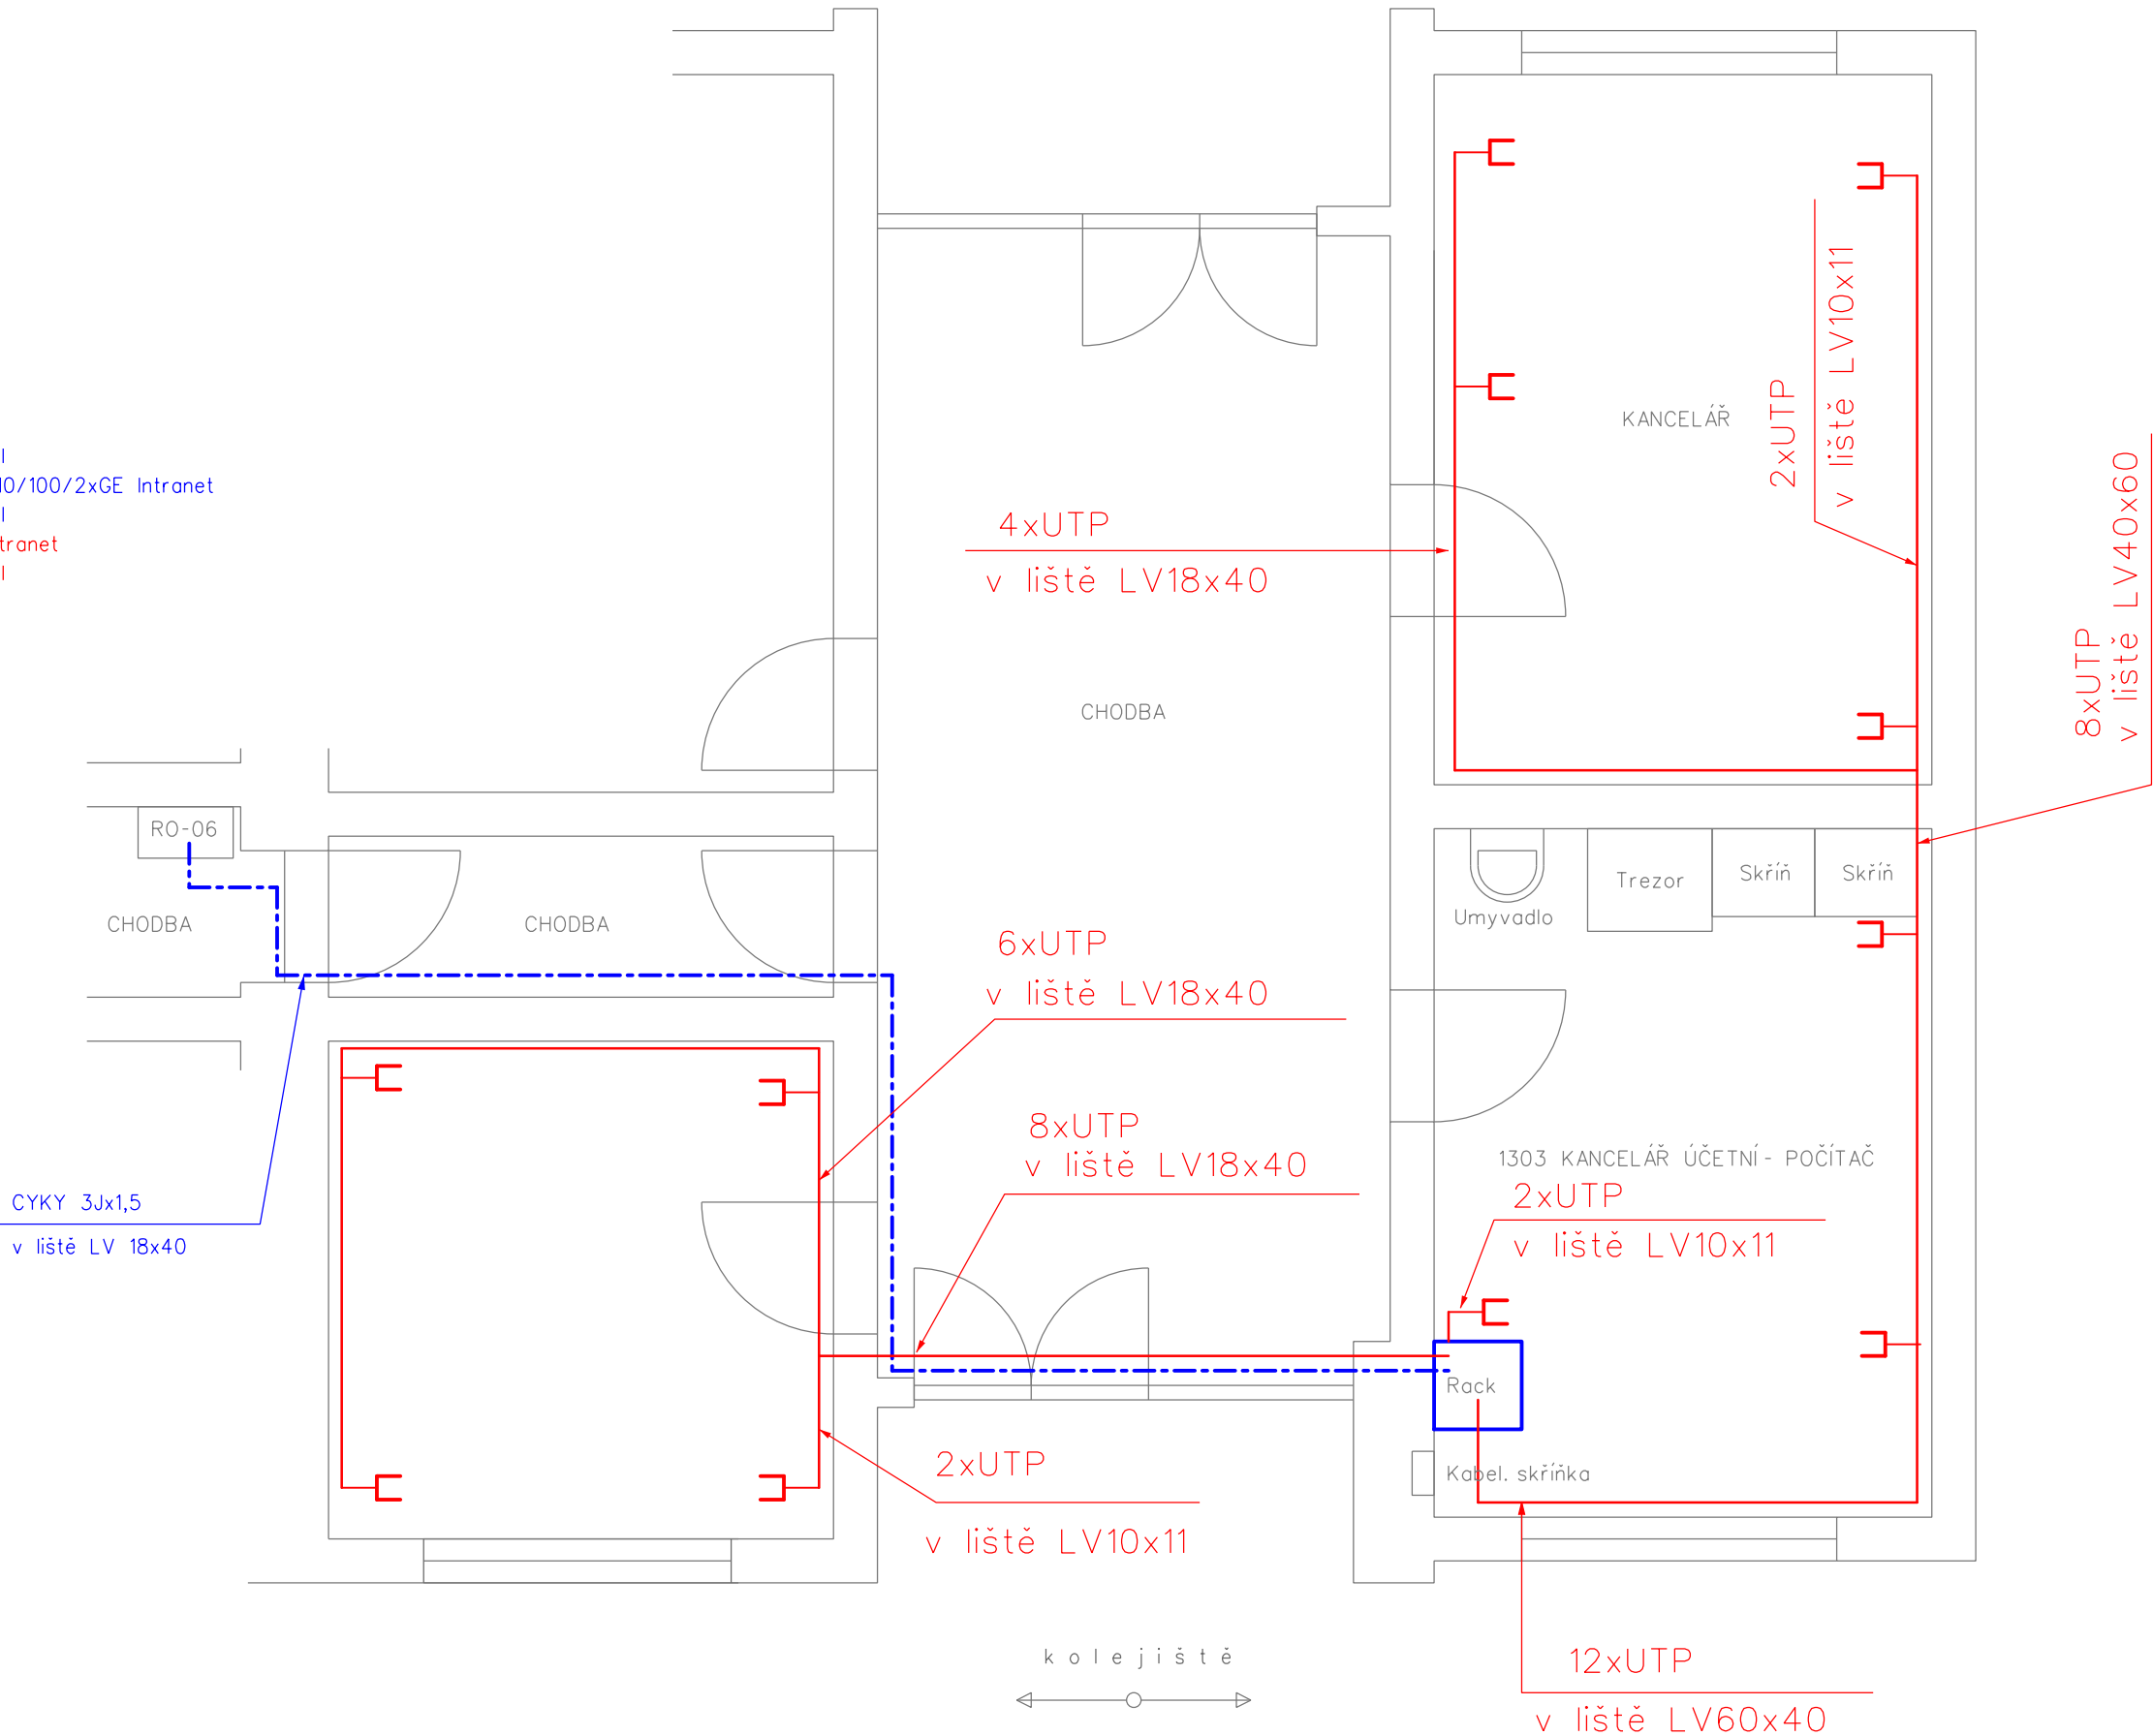 10/100/2xGE Intranet
KANCELÁŘ
2xUTP
v liště LV10x11
8xUTP
v liště LV40x60
4xUTP
v liště LV18x40
CHODBA
RO-06
CHODBA
CHODBA
Trezor
Skříň
Skříň
Umyvadlo
6xUTP
v liště LV18x40
8xUTP
v liště LV18x40
1303 KANCELÁŘ ÚČETNÍ- POČÍTAČ
2xUTP
v liště LV10x11
CYKY 3Jx1,5
v liště LV 18x40
Rack
Kabel. skříňka
2xUTP
v liště LV10x11
kolejiště
12xUTP
v liště LV60x40